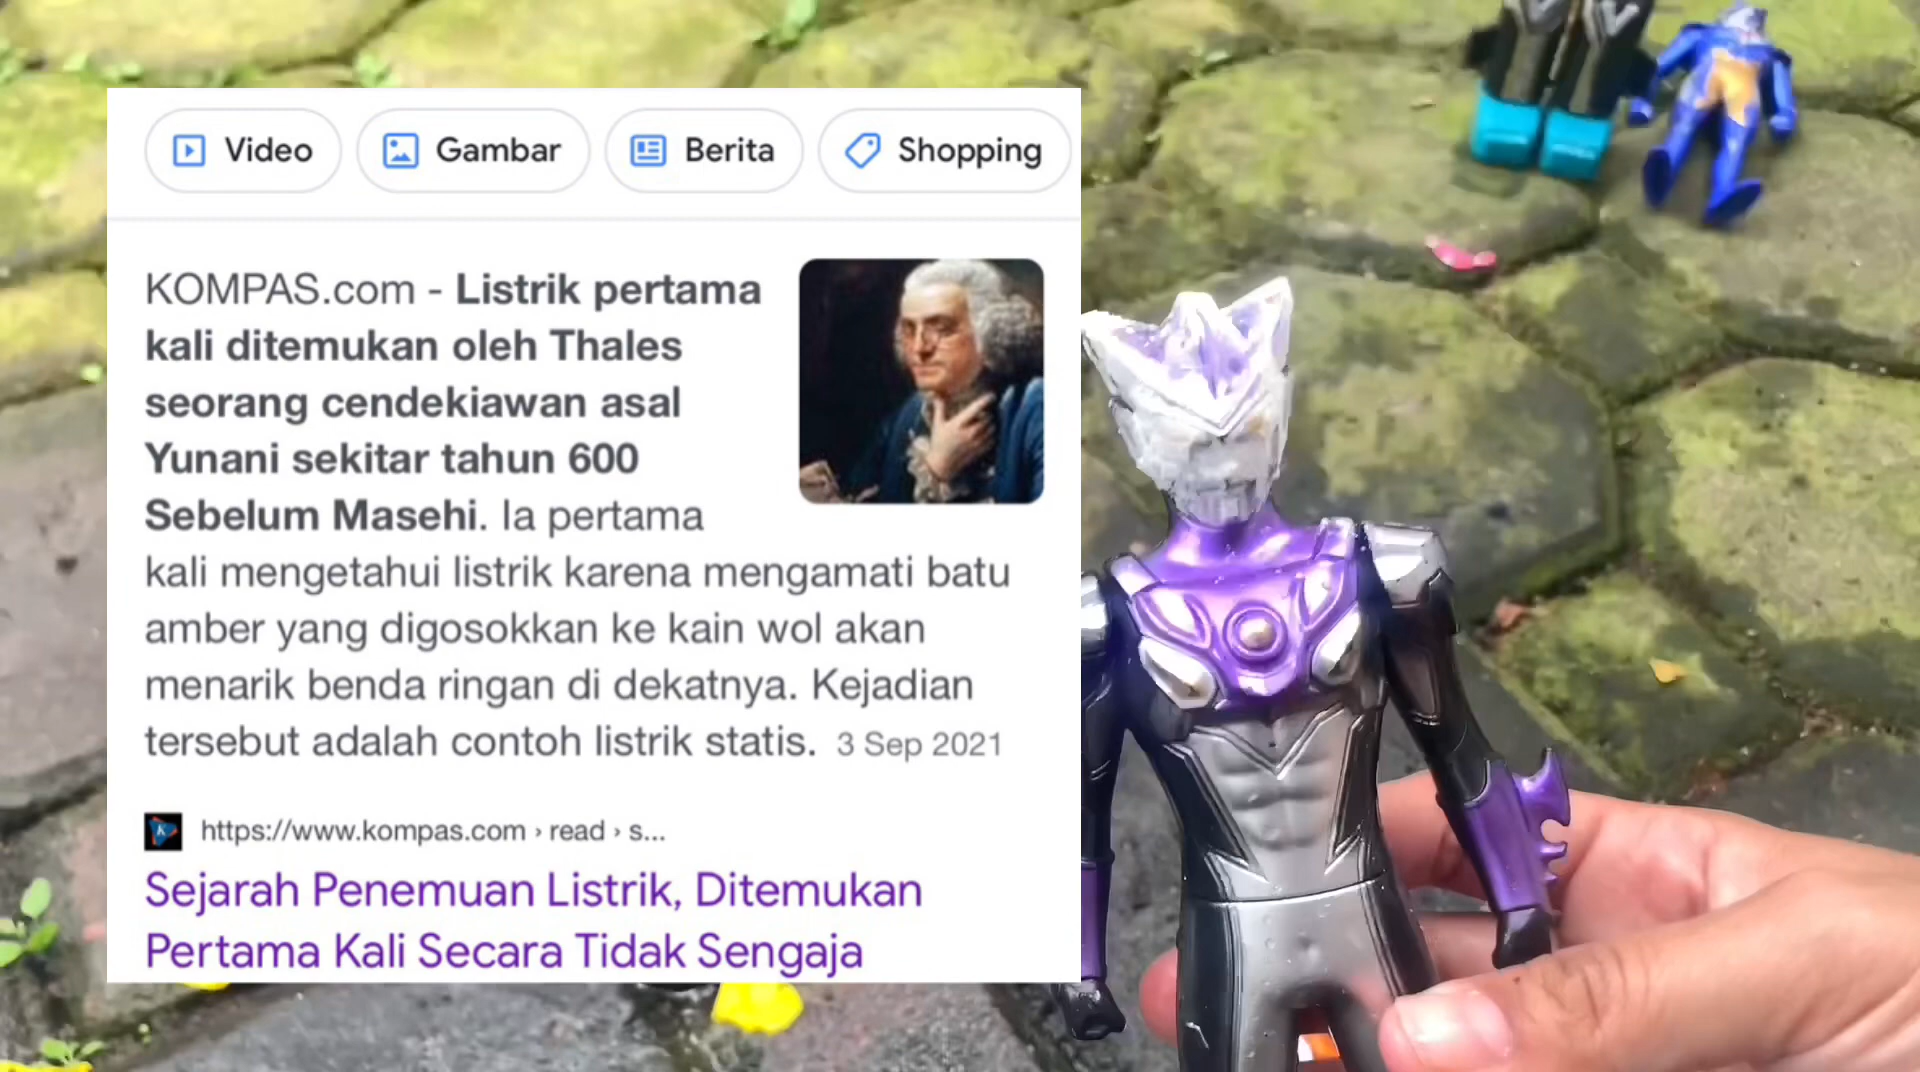 Video
Gambar
Berita
Shopping
KOMPAS.com - Listrik pertama
kali ditemukan oleh Thales
seorang cendekiawan asal
Yunani sekitar tahun 600
Sebelum Masehi. Ia pertama
kali mengetahui listrik karena mengamati batu
amber yang digosokkan ke kain wol akan
menarik benda ringan di dekatnya. Kejadian
tersebut adalah contoh listrik statis. 3 Sep 2021
K
https://www.kompas.com › read › s...
Sejarah Penemuan Listrik, Ditemukan
Pertama Kali Secara Tidak Sengaja